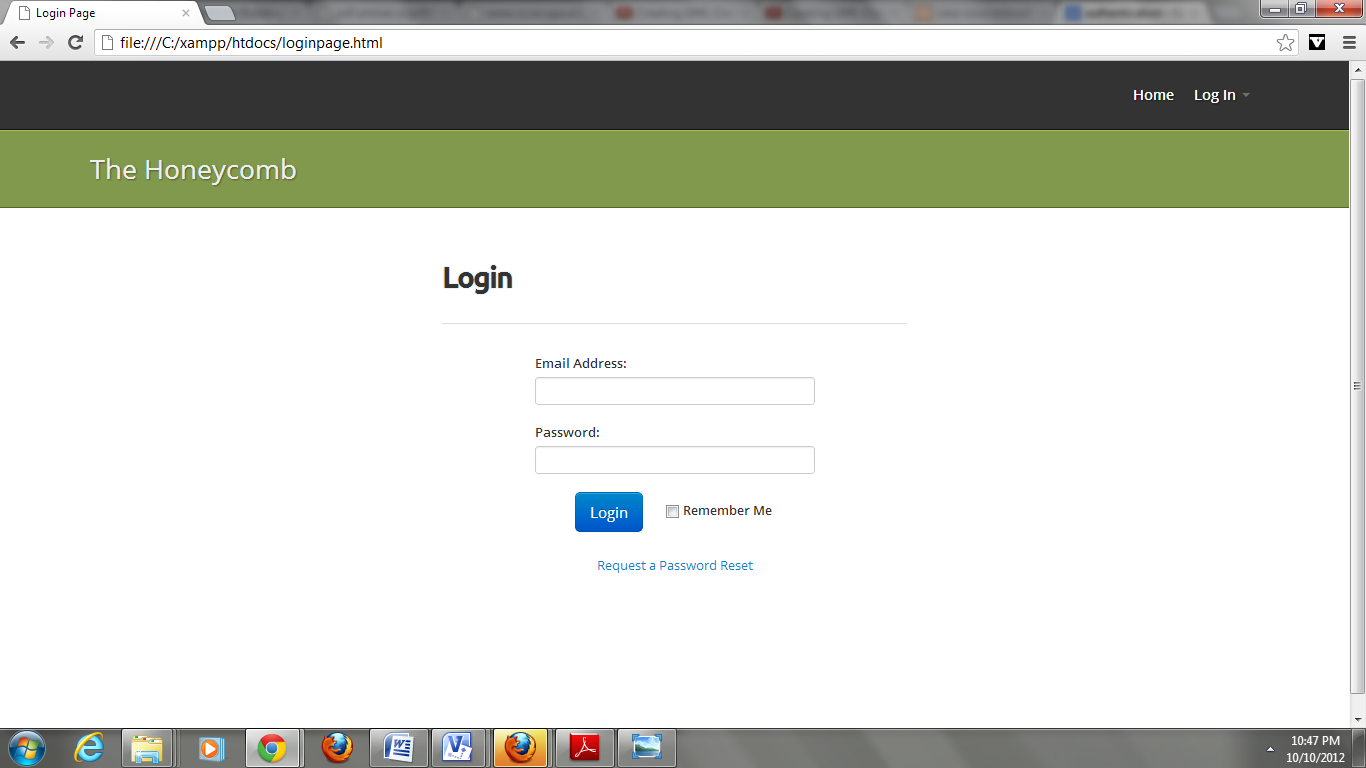 Login Page
file:///C:/xampp/htdocs/loginpage.html
Home Log In
The Honeycomb
Login
Email Address:
Password:
Login Remember Me
Request a Password Reset
10:47 PM
10/10/2012